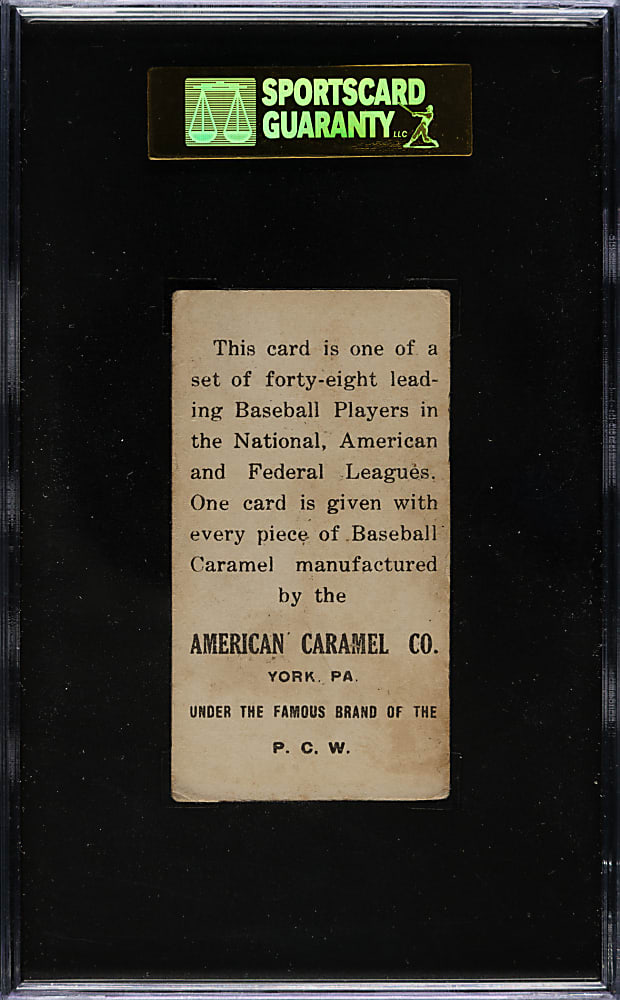 SPORTSCARD
GUARANTY LLC
This card is one of a
set of forty-eight lead-
ing Baseball Players in
the National, American
and Federal Leagues.
One card is given with
every piece of Baseball
Caramel manufactured
by the
AMERICAN CARAMEL CO.
YORK, PA.
UNDER THE FAMOUS BRAND OF THE
P. C. W.